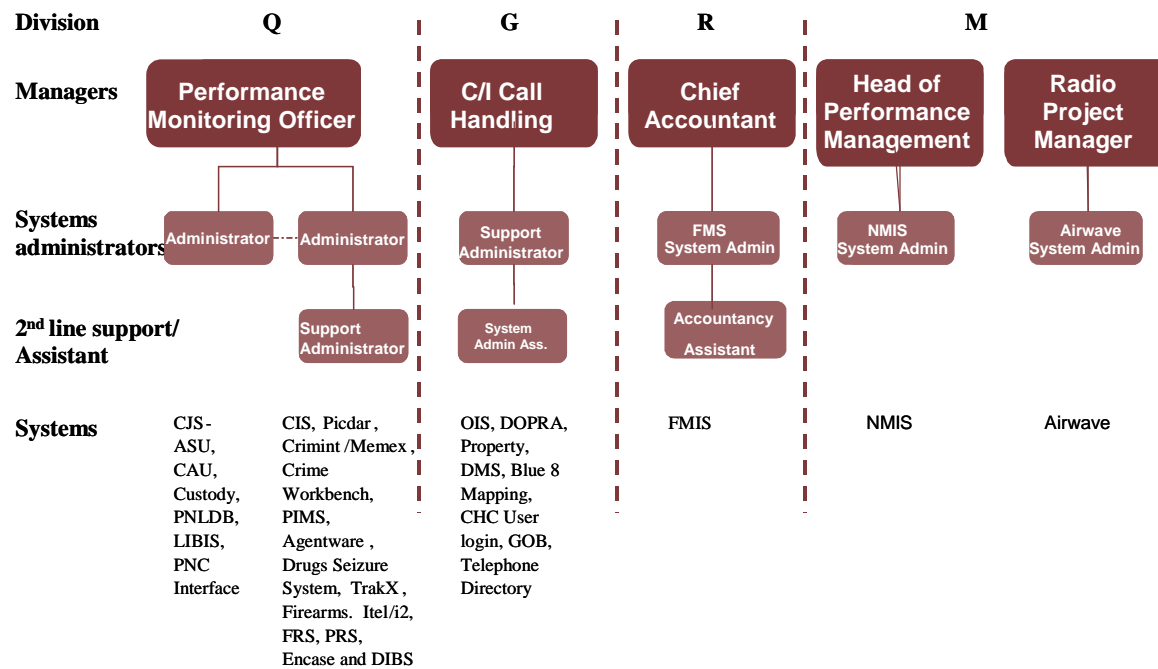 Division
Q
G
R
M
Managers
Performance
Monitoring Officer
C/I Call
Handling
Chief
Accountant
Head of
Performance
Management
Radio
Project
Manager
Systems
administrators
Administrator
Administrator
Support
Administrator
FMS
System Admin
NMIS
System Admin
Airwave
System Admin
2nd line support/
Assistant
Support
Administrator
System
Admin Ass.
Accountancy
Assistant
Systems
CJS-
ASU,
CAU,
Custody,
PNLDB,
LIBIS,
PNC
Interface
CIS, Picdar,
Crimint/Memex,
Crime
Workbench,
PIMS,
Agentware,
Drugs Seizure
System, TrakX,
Firearms. Itel/i2,
FRS, PRS,
Encase and DIBS
OIS, DOPRA,
Property,
DMS, Blue 8
Mapping,
CHC User
login, GOB,
Telephone
Directory
FMIS
NMIS
Airwave